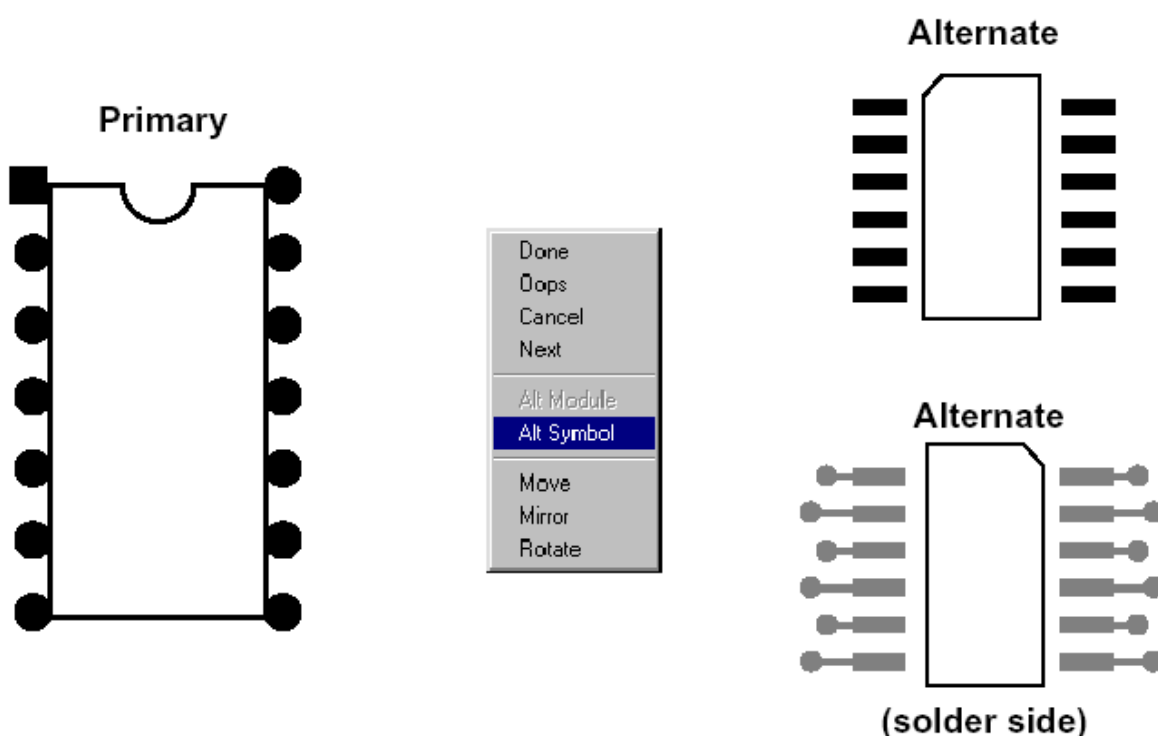 Primary
Done
Oops
Cancel
Next
Alt Module
Alt Symbol
Move
Mirror
Rotate
Alternate
Alternate
(solder side)